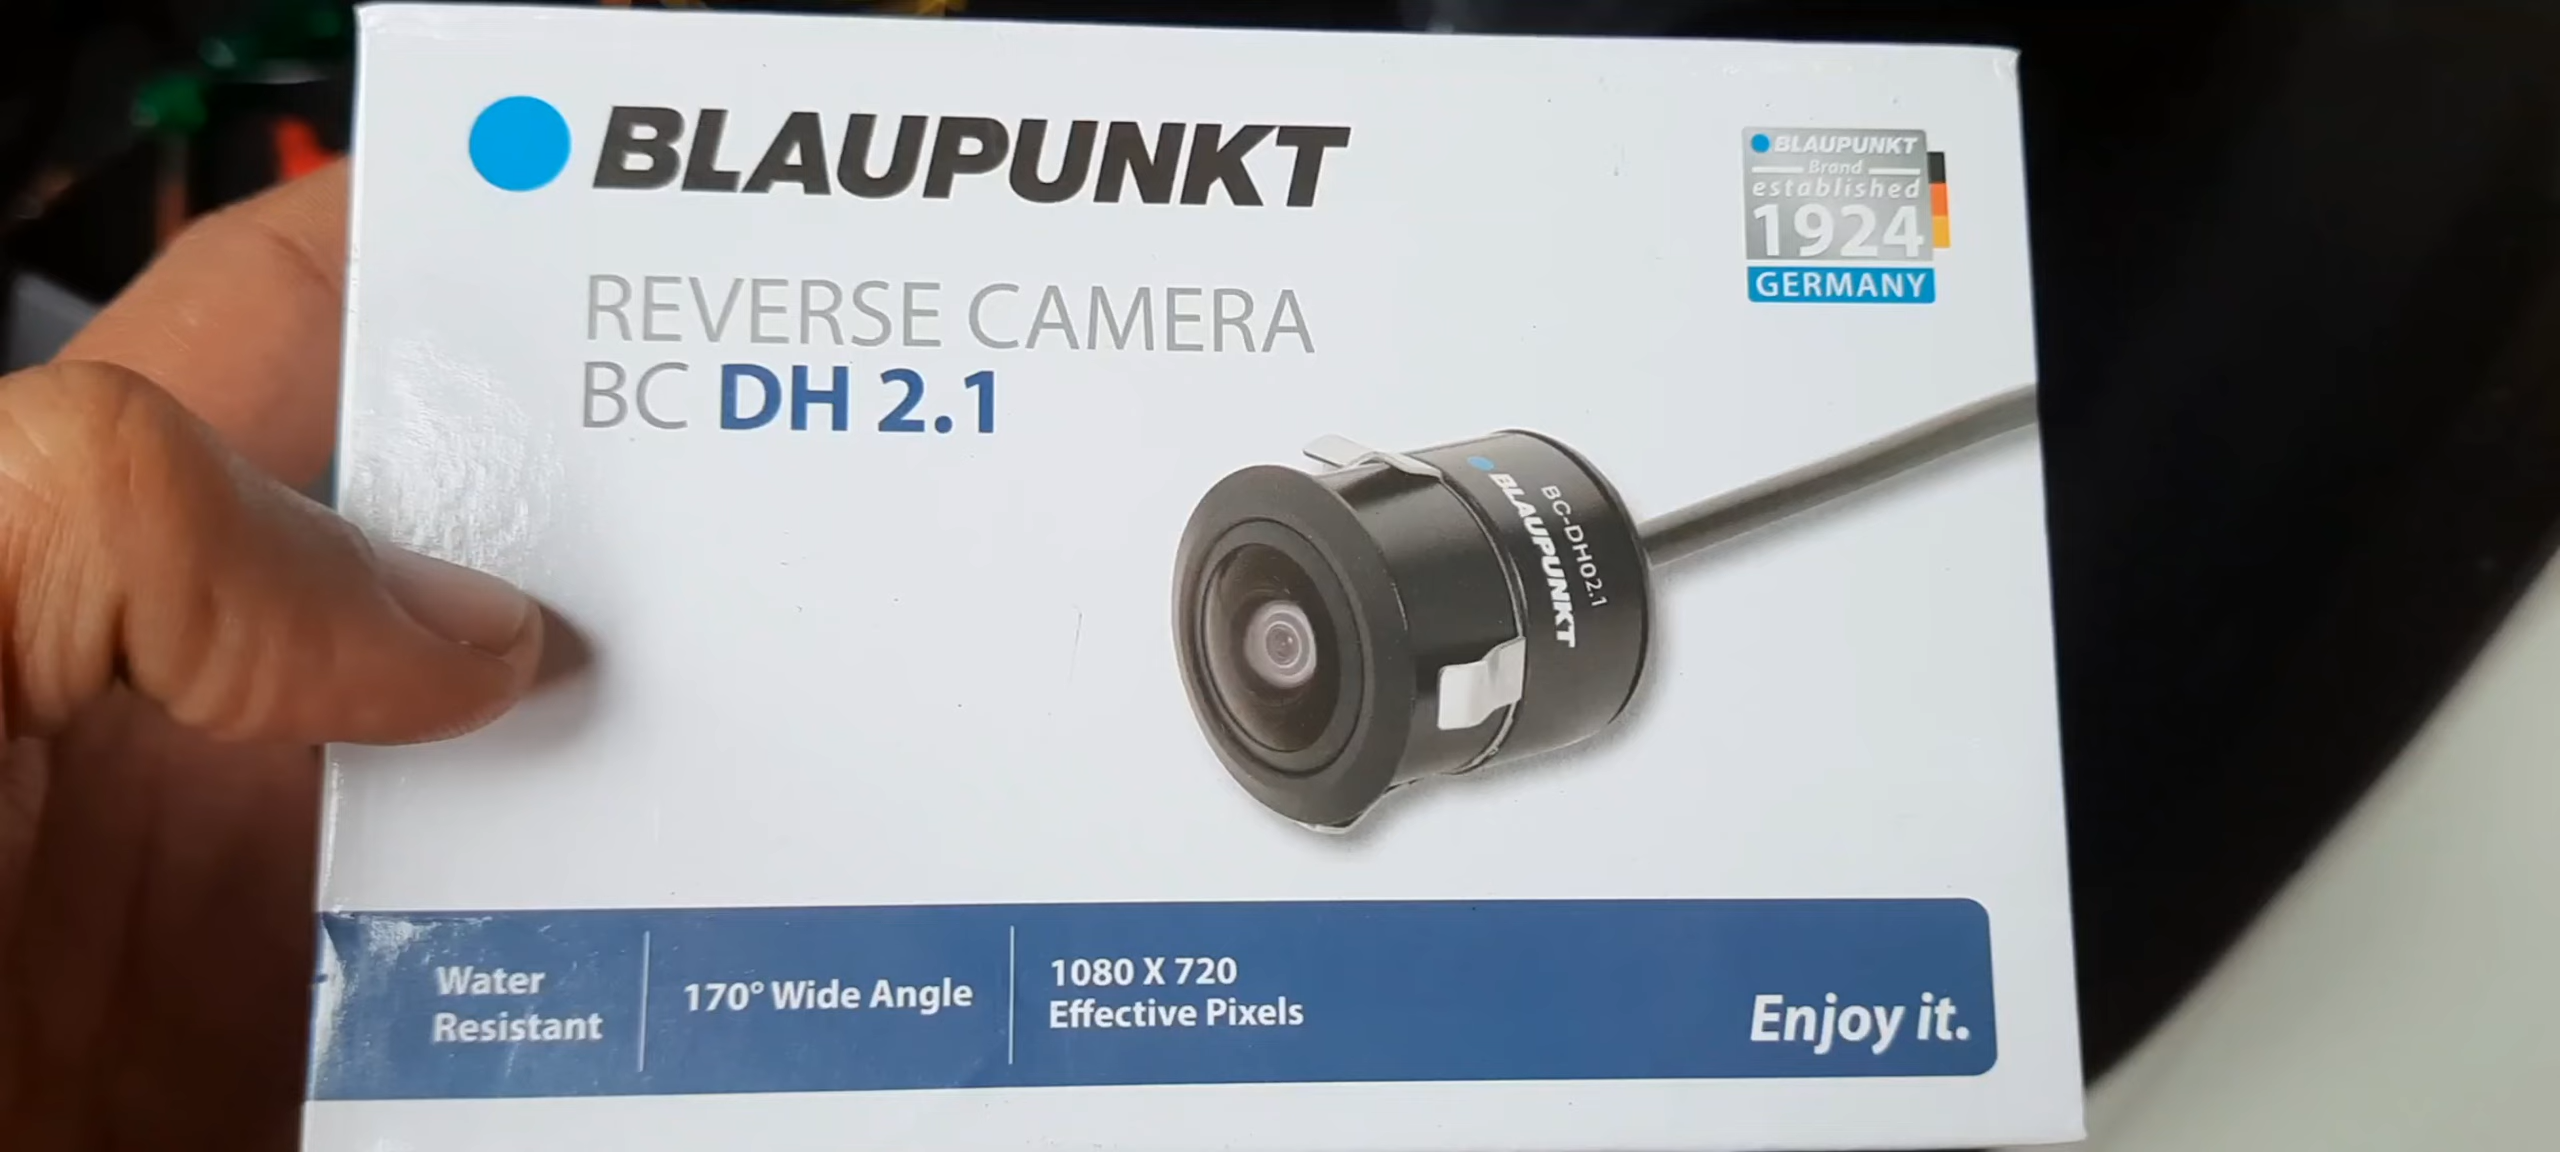 BLAUPUNKT
REVERSE CAMERA
BC DH 2.1
BLAUPUNKT
Brand
established
1924
GERMANY
BC-DH02.1
BLAUPUNKT
Water
Resistant
170° Wide Angle
1080 X 720
Effective Pixels
Enjoy it.